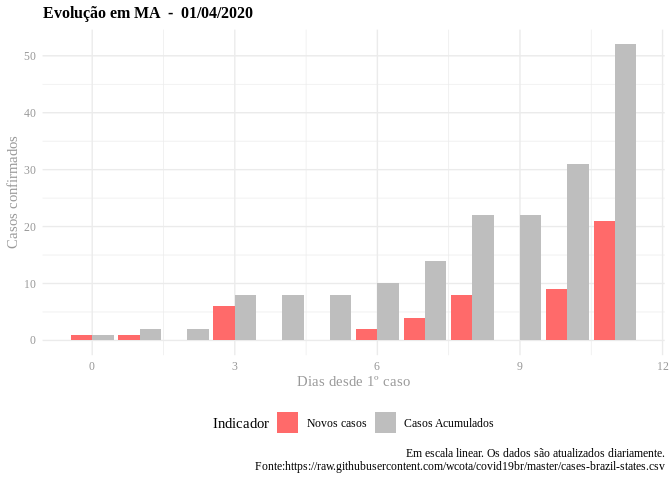 Evolução em MA  -  01/04/2020
Casos confirmados
50
40
30
20
10
0
0
3
6
9
12
Dias desde 1º caso
Indicador
Novos casos
Casos Acumulados
Em escala linear. Os dados são atualizados diariamente.
Fonte:https://raw.githubusercontent.com/wcota/covid19br/master/cases-brazil-states.csv